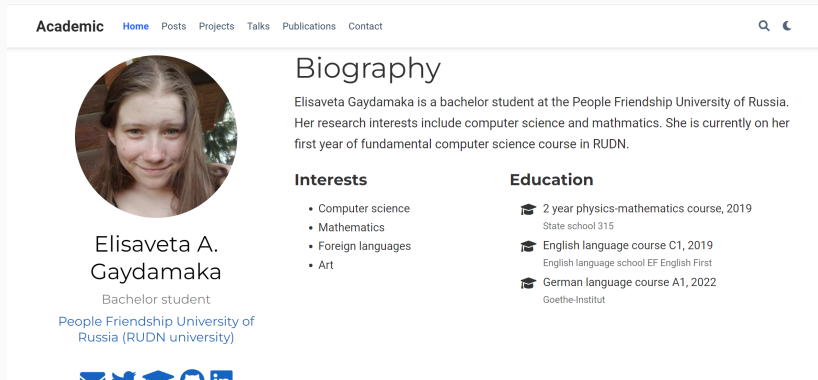 Academic Home Posts Projects Talks Publications Contact
Elisaveta A.
Gaydamaka
Bachelor student
People Friendship University of
Russia (RUDN university)
Biography
Elisaveta Gaydamaka is a bachelor student at the People Friendship University of Russia.
Her research interests include computer science and mathmatics. She is currently on her
first year of fundamental computer science course in RUDN.
Interests
Computer science
Mathematics
Foreign languages
Art
Education
2 year physics-mathematics course, 2019
State school 315
English language course C1, 2019
English language school EF English First
German language course A1, 2022
Goethe-Institut